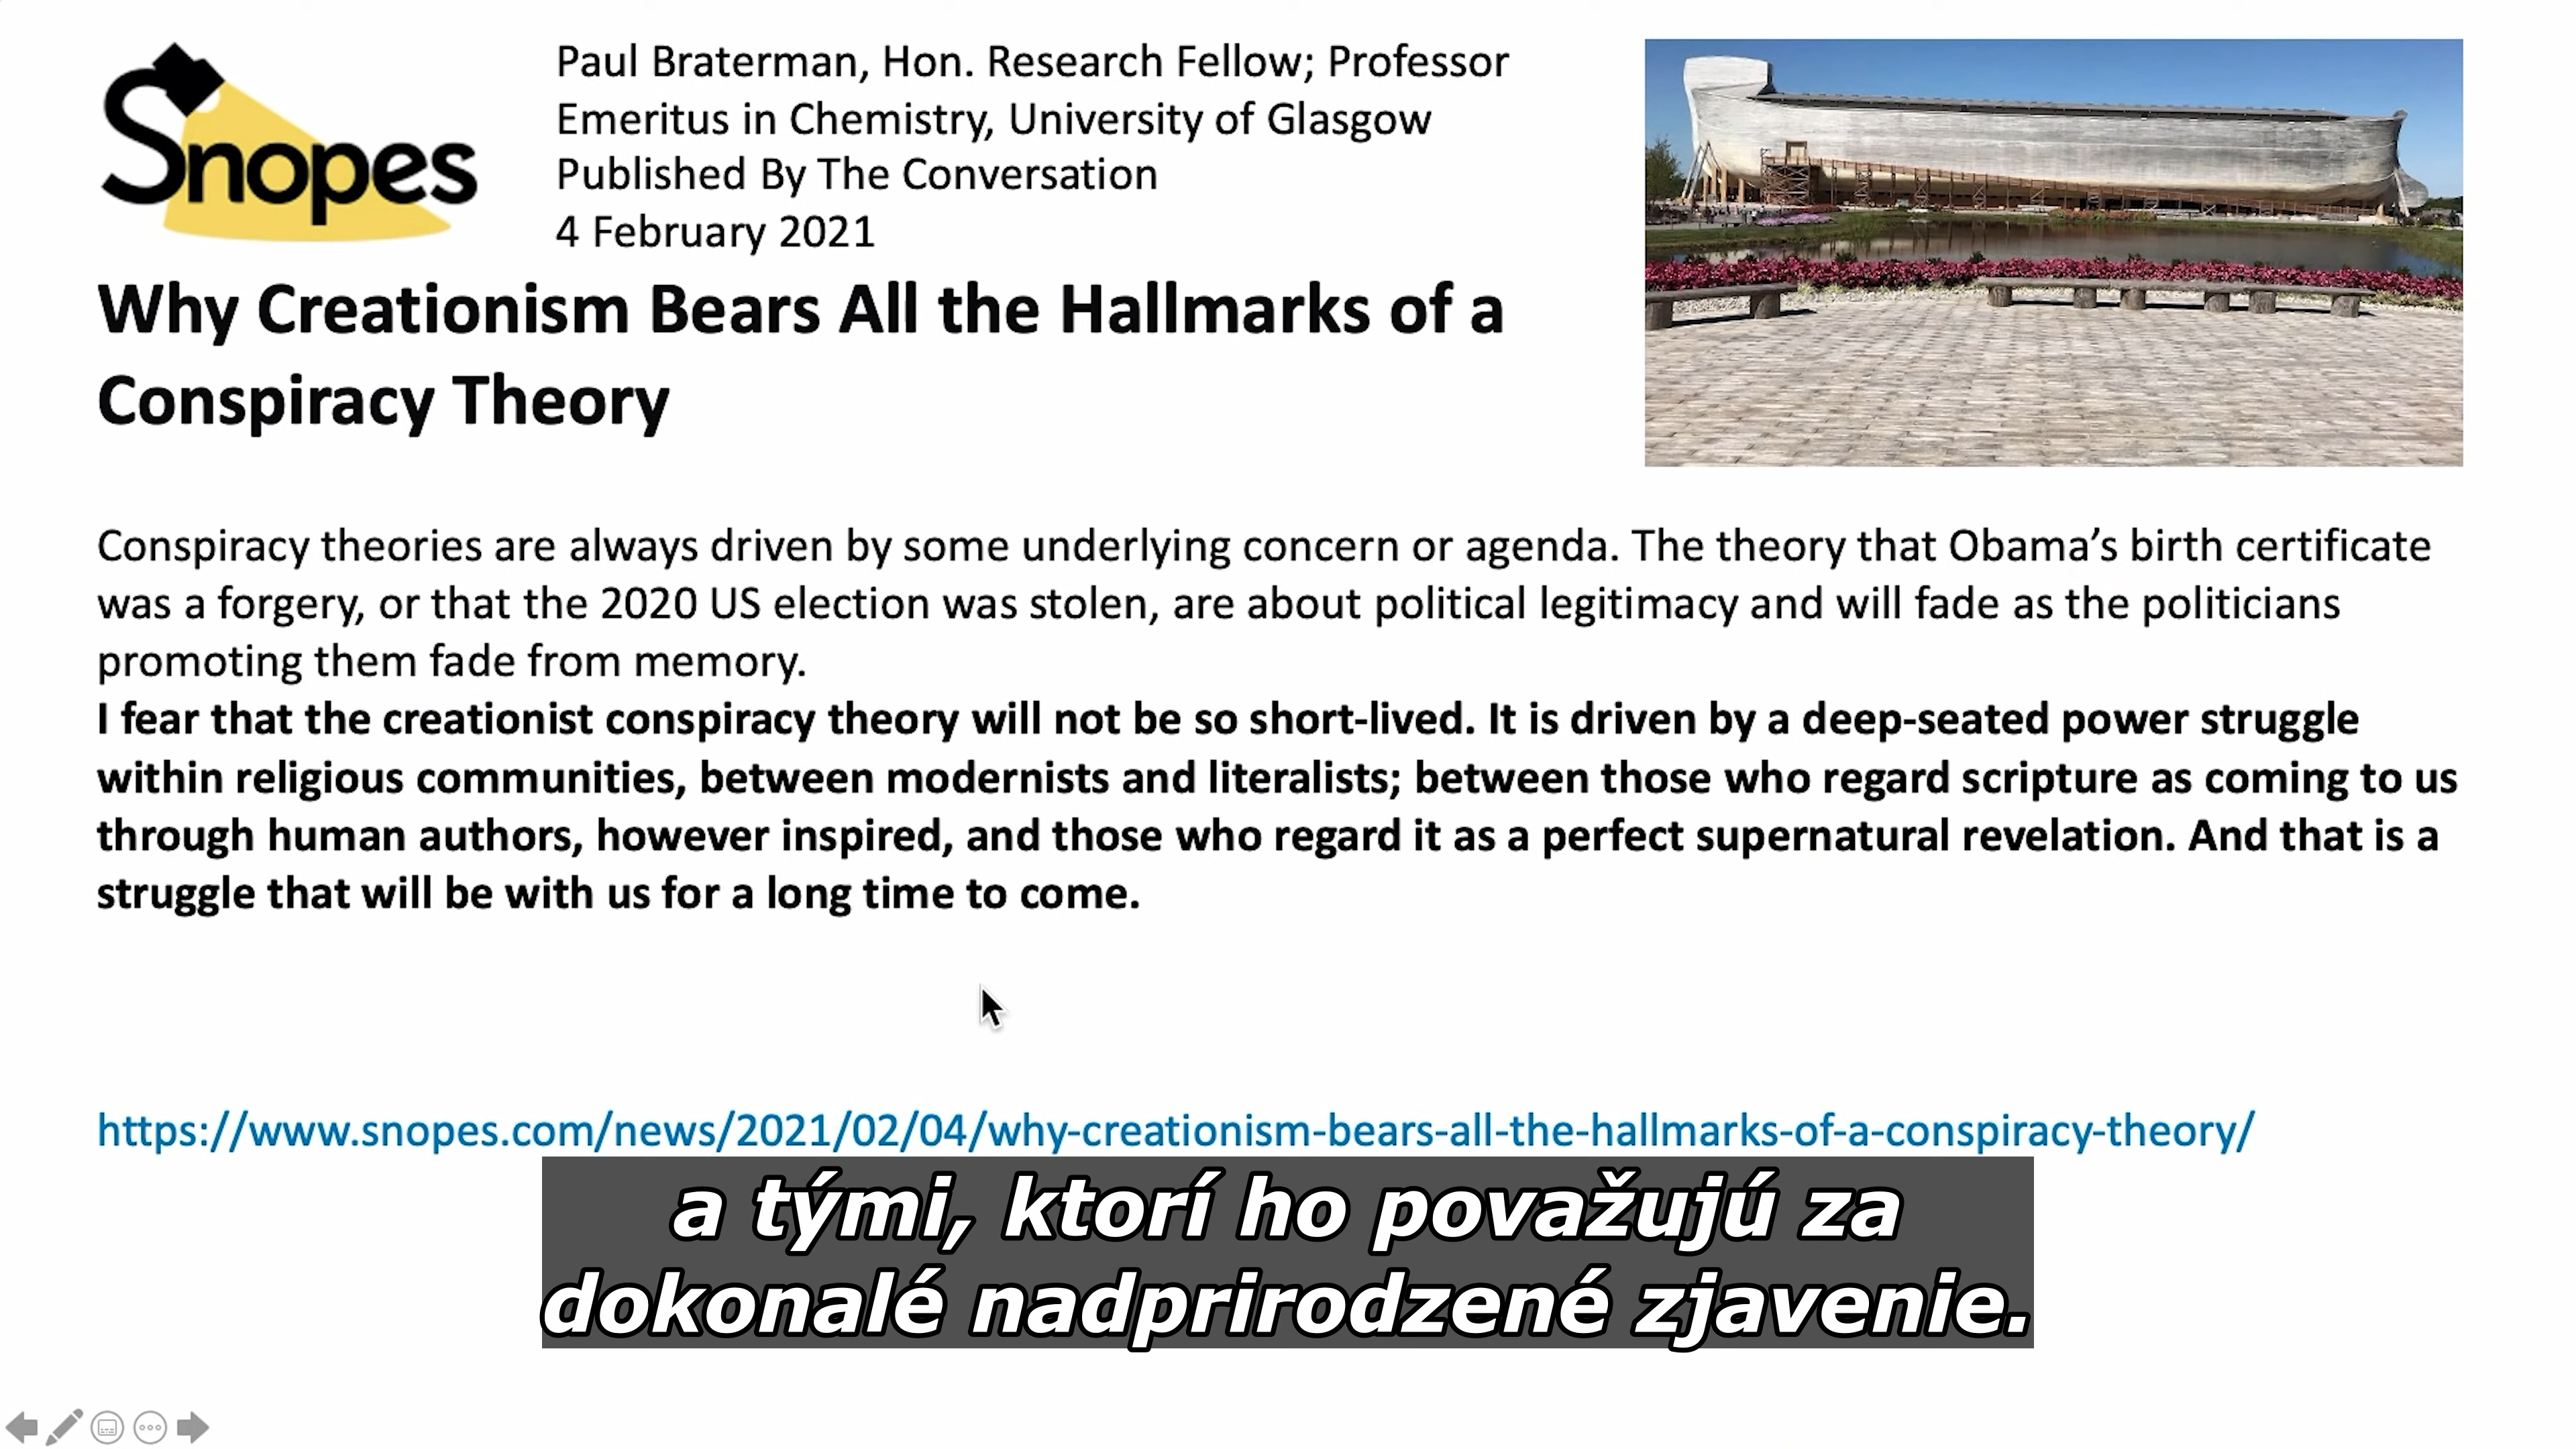 Snopes
Paul Braterman, Hon. Research Fellow; Professor
Emeritus in Chemistry, University of Glasgow
Published By The Conversation
4 February 2021
Why Creationism Bears All the Hallmarks of a
Conspiracy Theory
Conspiracy theories are always driven by some underlying concern or agenda. The theory that Obama’s birth certificate
was a forgery, or that the 2020 US election was stolen, are about political legitimacy and will fade as the politicians
promoting them fade from memory.
I fear that the creationist conspiracy theory will not be so short-lived. It is driven by a deep-seated power struggle
within religious communities, between modernists and literalists; between those who regard scripture as coming to us
through human authors, however inspired, and those who regard it as a perfect supernatural revelation. And that is a
struggle that will be with us for a long time to come.
https://www.snopes.com/news/2021/02/04/why-creationism-bears-all-the-hallmarks-of-a-conspiracy-theory/
a tými, ktorí ho považujú za
dokonalé nadprirodzené zjavenie.